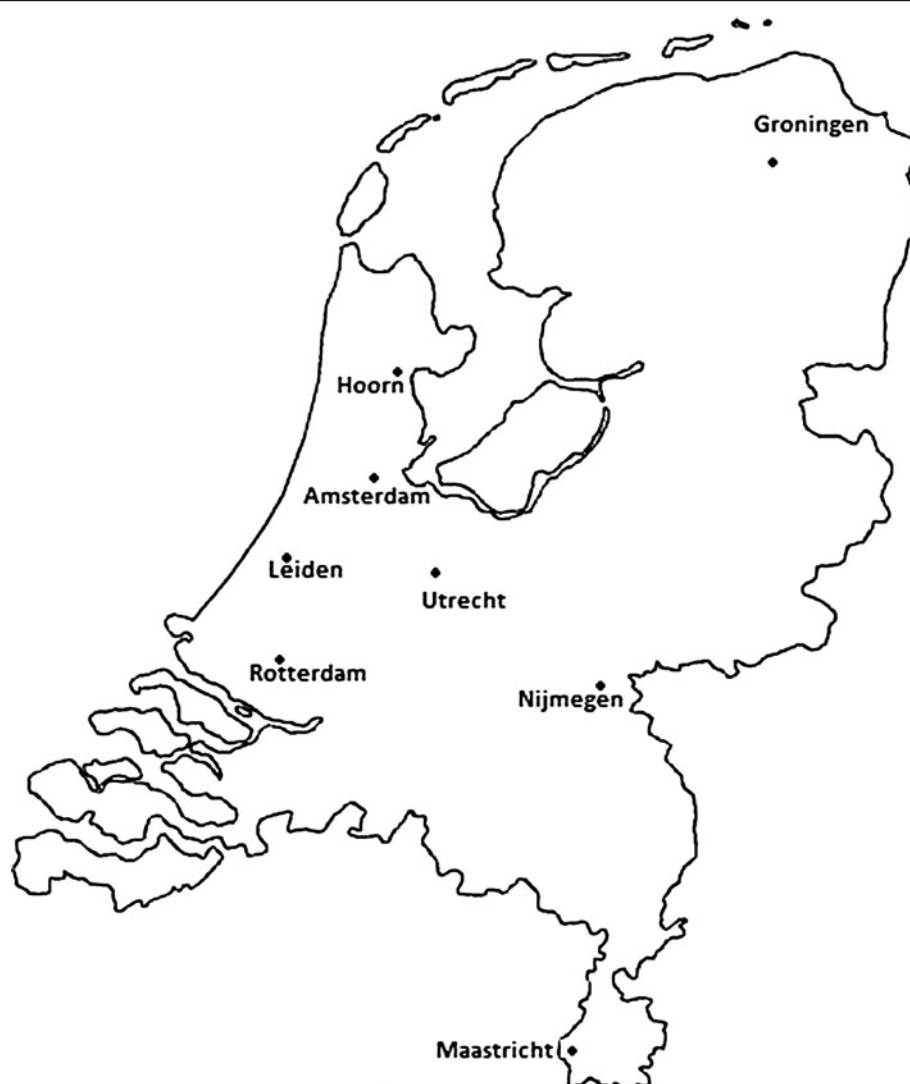 Groningen
Hoorn
Amsterdam
Leiden
Utrecht
Rotterdam
Nijmegen
Maastricht